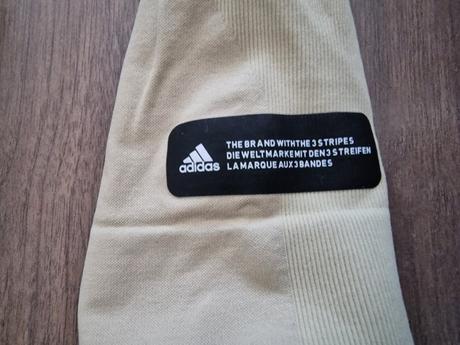 adidas
THE BRAND WITH THE 3 STRIPES
DIE WELTMARKE MIT DEN 3 STREIFEN
LA MARQUE AUX 3 BANDES